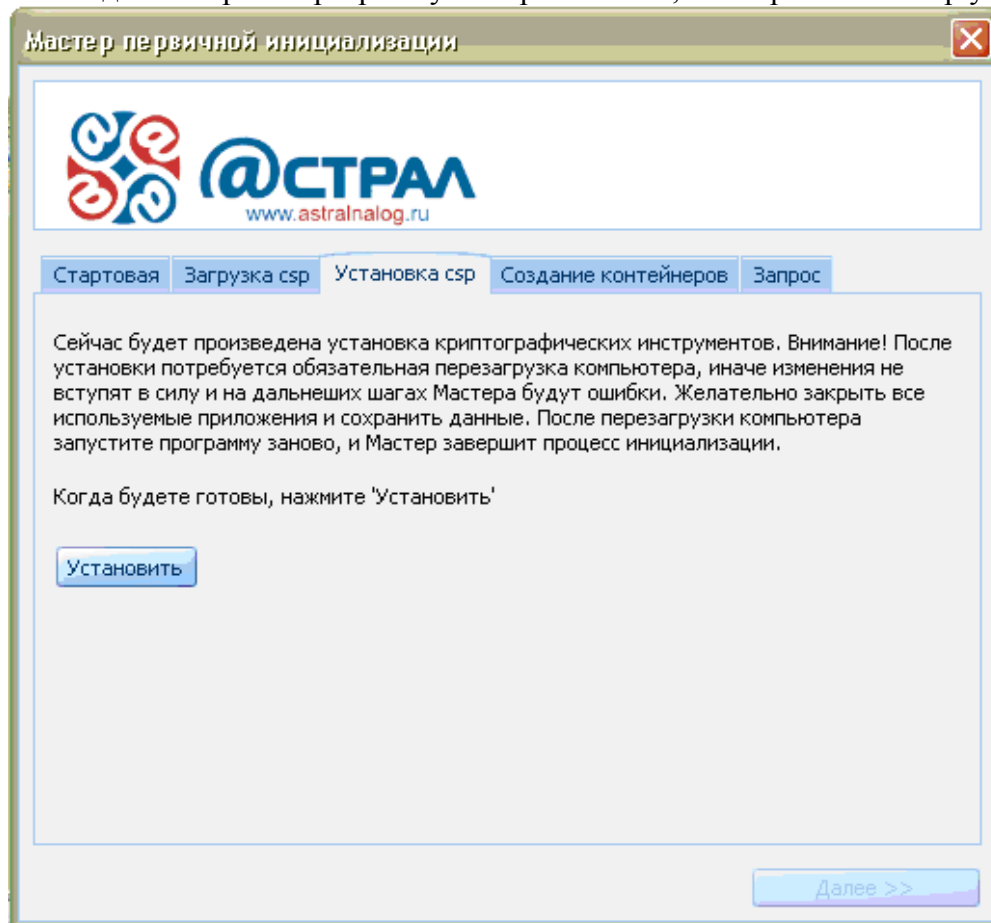 Мастер первичной инициализации
@СТРАЛ
www.astralnalog.ru
Стартовая Загрузка csp Установка csp Создание контейнеров Запрос
Сейчас будет произведена установка криптографических инструментов. Внимание! После
установки потребуется обязательная перезагрузка компьютера, иначе изменения не
вступят в силу и на дальнейших шагах Мастера будут ошибки. Желательно закрыть все
используемые приложения и сохранить данные. После перезагрузки компьютера
запустите программу заново, и Мастер завершит процесс инициализации.
Когда будете готовы, нажмите 'Установить'
Установить
Далее >>